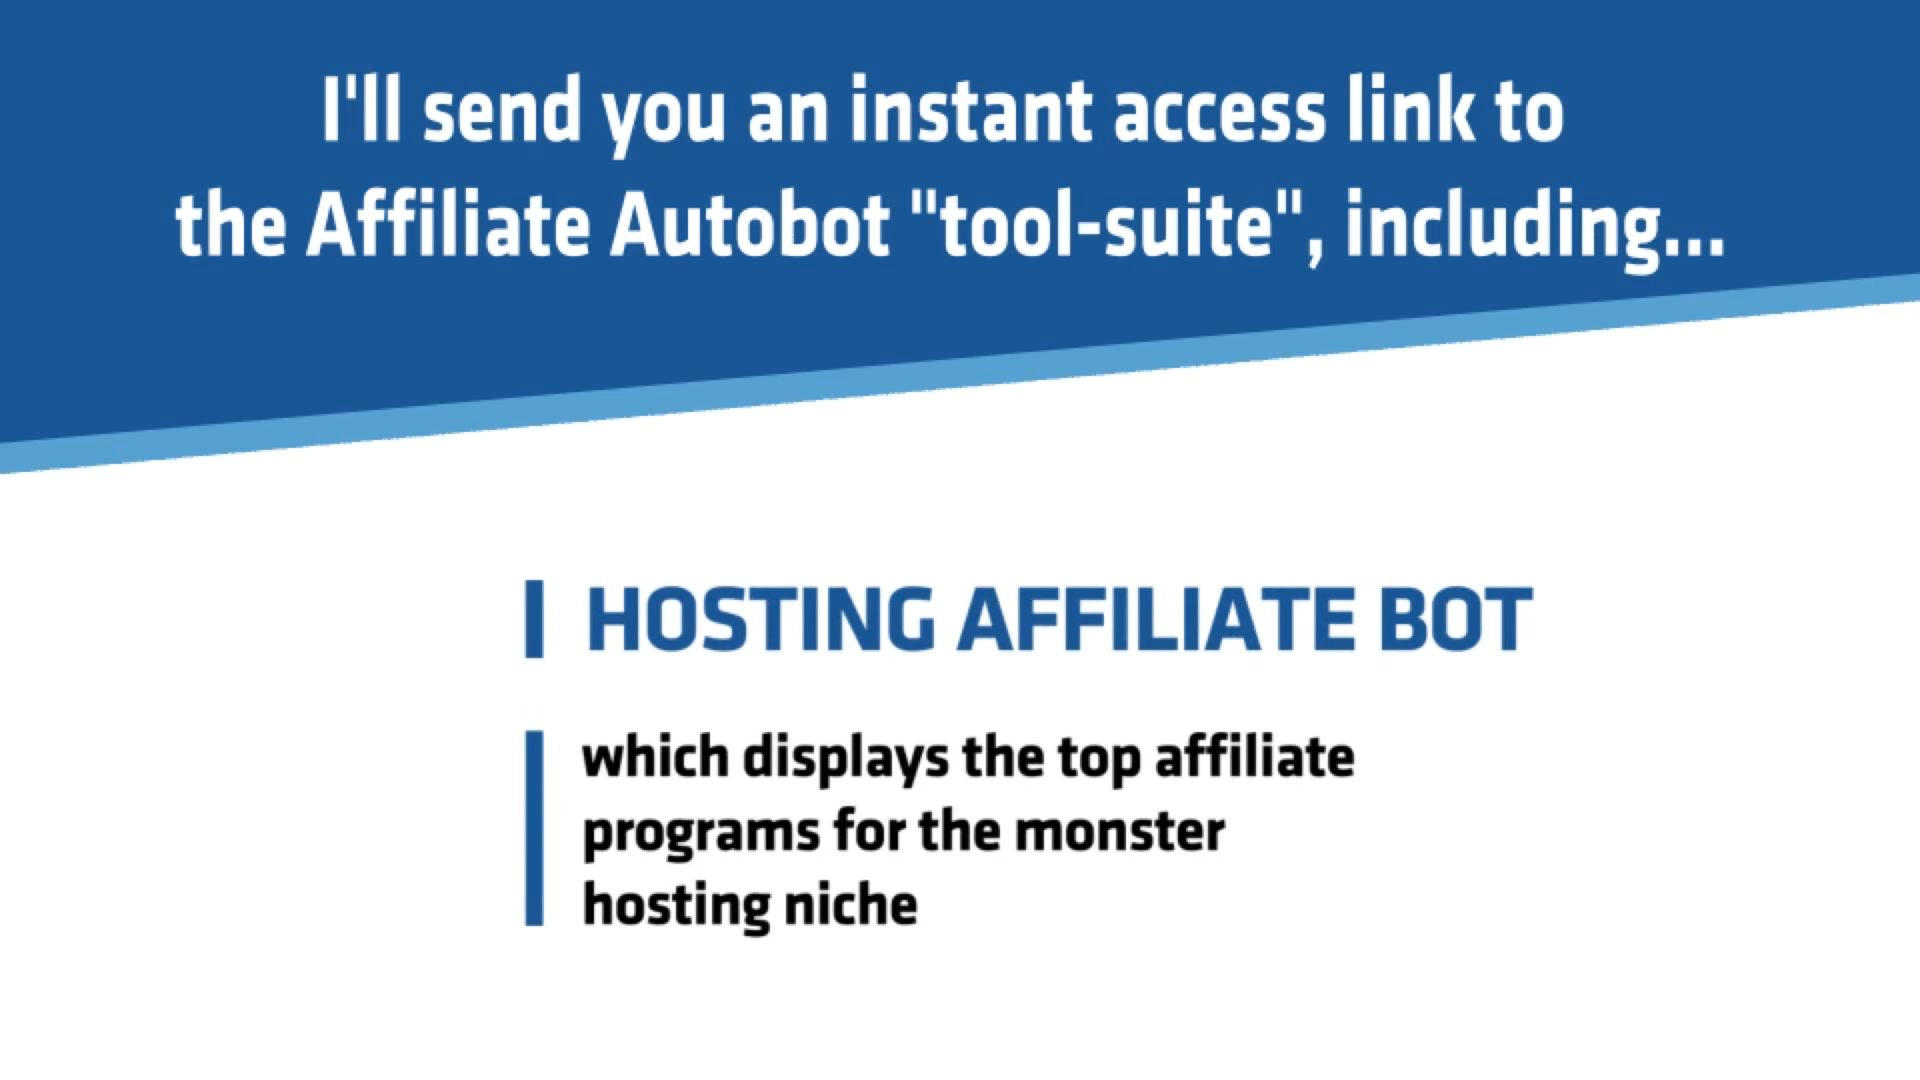 I'll send you an instant access link to
the Affiliate Autobot "tool-suite", including...
HOSTING AFFILIATE BOT
which displays the top affiliate
programs for the monster
hosting niche